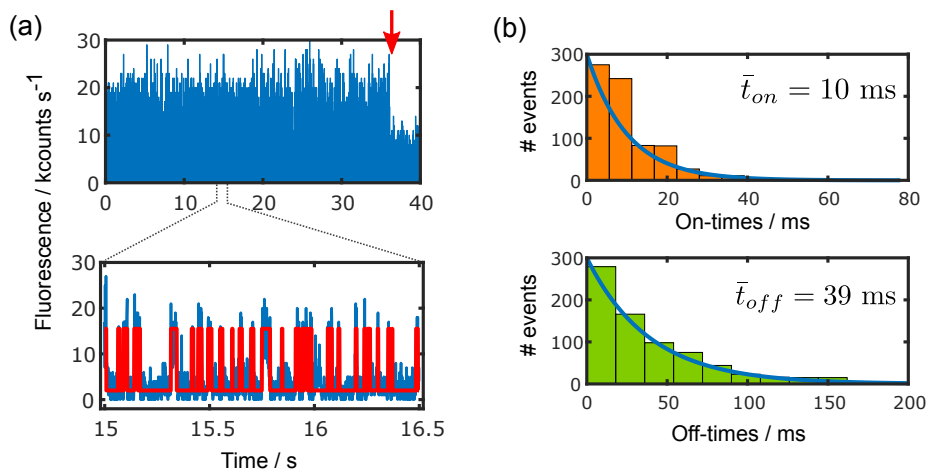 (a)
Fluorescence / kcounts s⁻¹
30
20
10
0
0 10 20 30 40
30
20
10
0
15 15.5 16 16.5
Time / s
(b)
# events
300
200
100
0
t̄on = 10 ms
0 20 40 60 80
On-times / ms
# events
300
200
100
0
t̄off = 39 ms
0 50 100 150 200
Off-times / ms